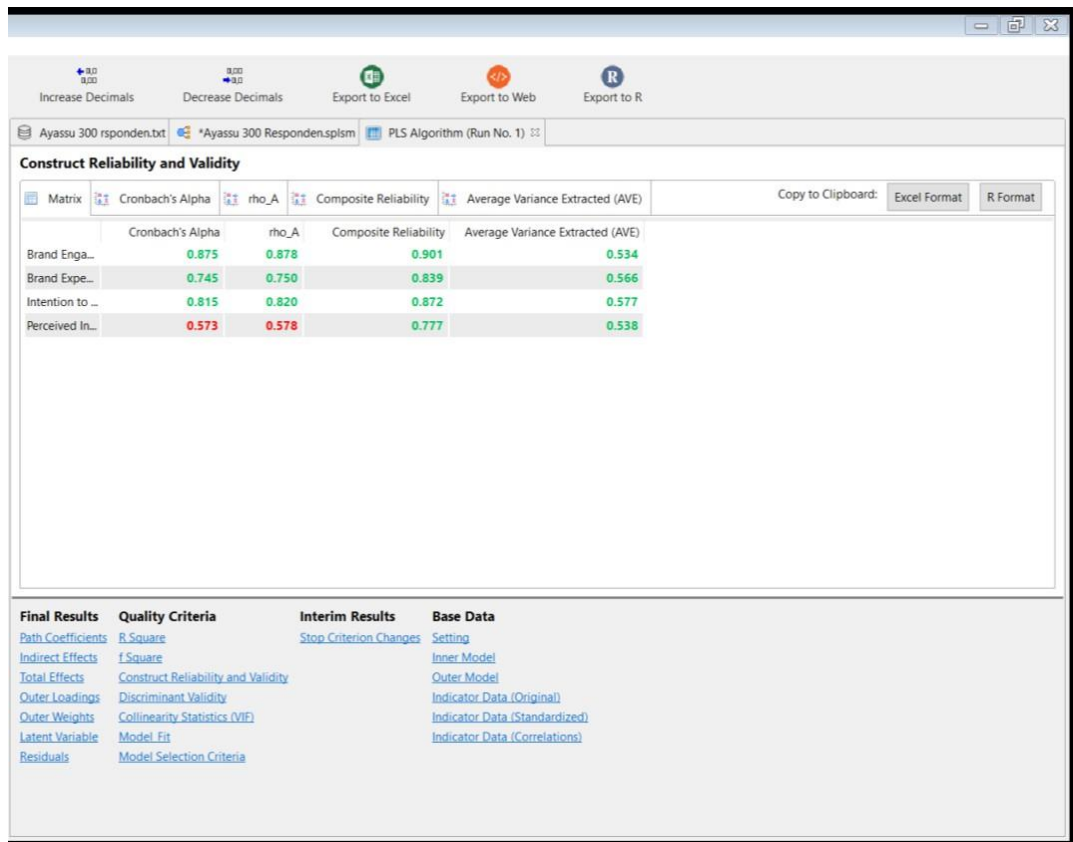 Increase Decimals Decrease Decimals Export to Excel Export to Web Export to R
Ayassu 300 rsponden.txt *Ayassu 300 Responden.splsm PLS Algorithm (Run No. 1)
Construct Reliability and Validity
Matrix Cronbach's Alpha rho_A Composite Reliability Average Variance Extracted (AVE) Copy to Clipboard: Excel Format R Format
Cronbach's Alpha rho_A Composite Reliability Average Variance Extracted (AVE)
Brand Enga... 0.875 0.878 0.901 0.534
Brand Expe... 0.745 0.750 0.839 0.566
Intention to ... 0.815 0.820 0.872 0.577
Perceived In... 0.573 0.578 0.777 0.538
Final Results Quality Criteria Interim Results Base Data
Path Coefficients R Square Stop Criterion Changes Setting
Indirect Effects f Square Inner Model
Total Effects Construct Reliability and Validity Outer Model
Outer Loadings Discriminant Validity Indicator Data (Original)
Outer Weights Collinearity Statistics (VIF) Indicator Data (Standardized)
Latent Variable Model_Fit Indicator Data (Correlations)
Residuals Model Selection Criteria